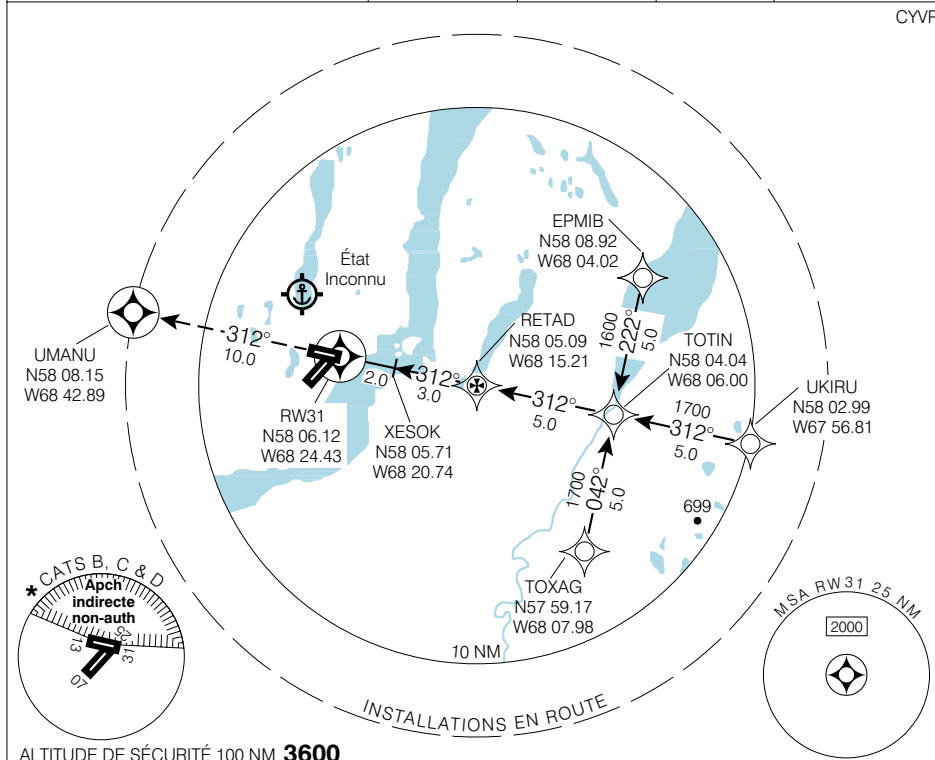 CYVP
EPMIB
N58 08.92
W68 04.02
État
Inconnu
RETAD
N58 05.09
W68 15.21
1600
222°
5.0
TOTIN
N58 04.04
W68 06.00
312°
10.0
UMANU
N58 08.15
W68 42.89
2.0
312°
3.0
312°
5.0
1700
312°
5.0
UKIRU
N58 02.99
W67 56.81
RW31
N58 06.12
W68 24.43
XESOK
N58 05.71
W68 20.74
1700
042°
5.0
699
TOXAG
N57 59.17
W68 07.98
10 NM
INSTALLATIONS EN ROUTE
* CATS B, C & D
Apch
indirecte
non-auth
13
25
31
07
MSA RW31 25 NM
2000
ALTITUDE DE SÉCURITÉ 100 NM 3600